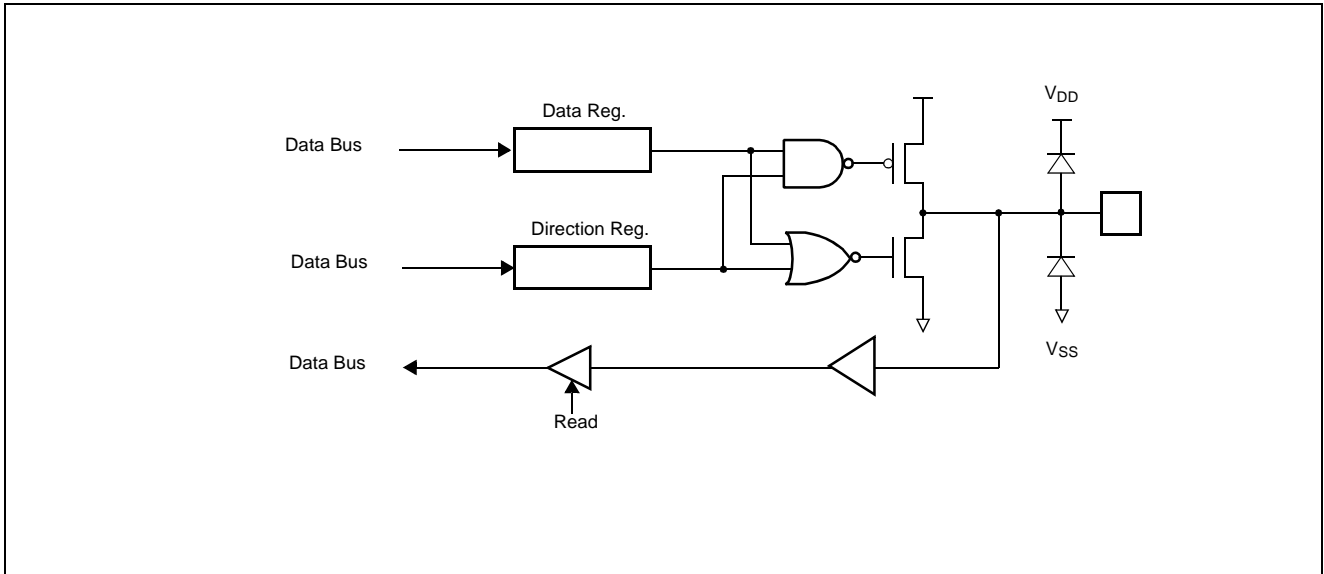 Data Reg.
Data Bus
Direction Reg.
Data Bus
Data Bus
Read
VDD
VSS